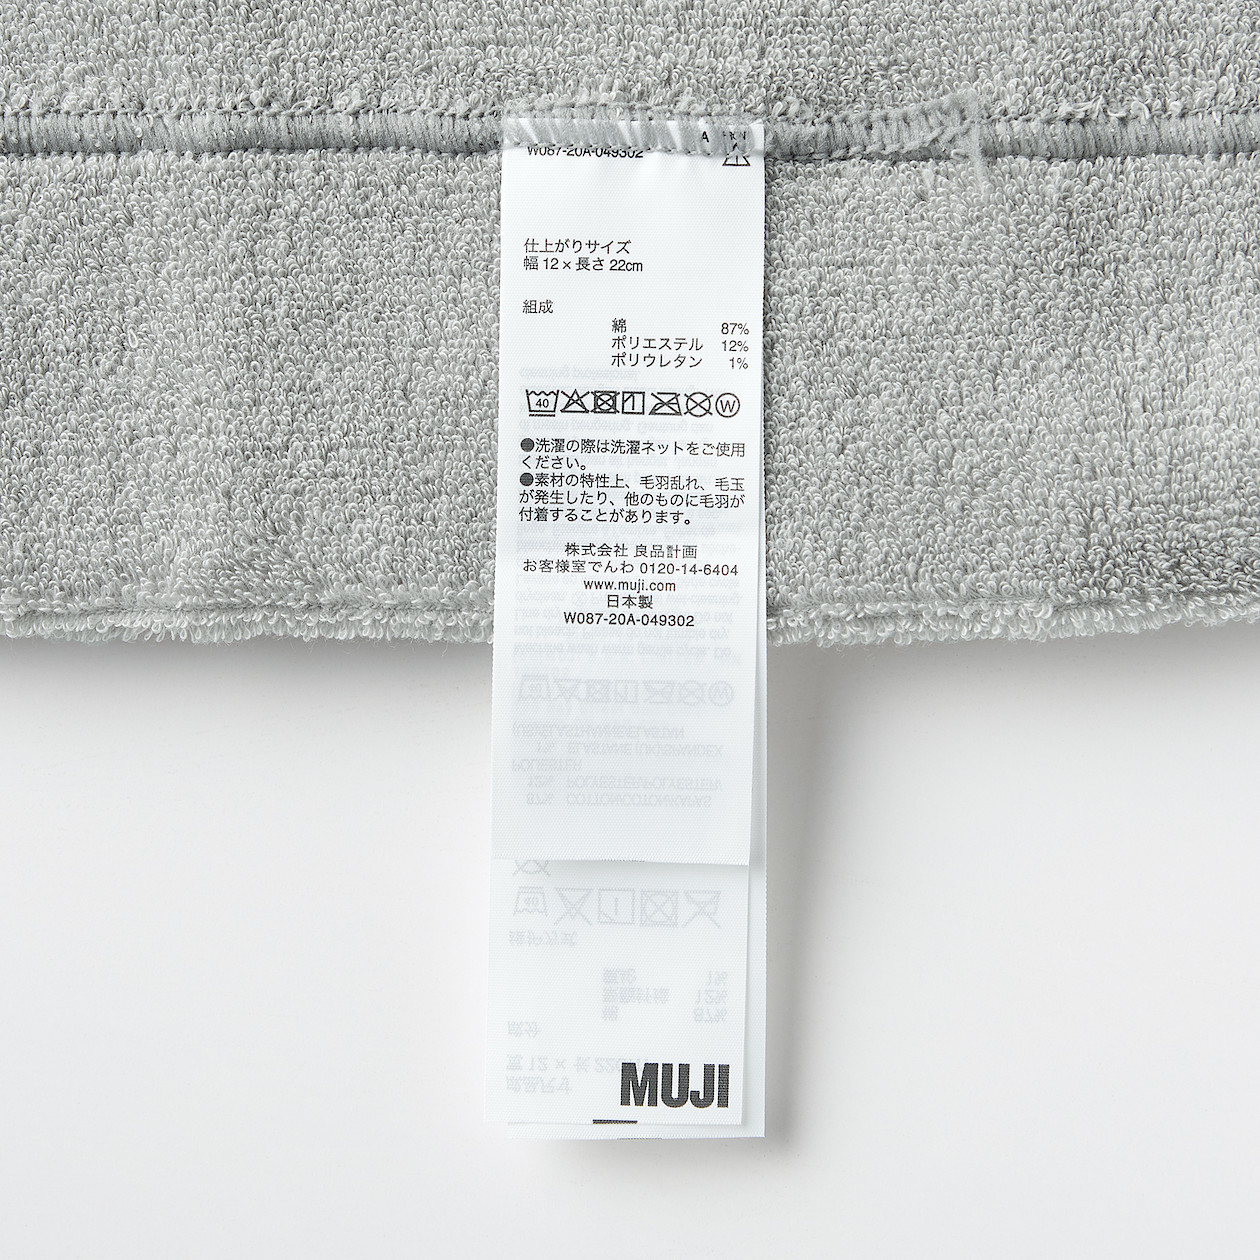 W087-20A-049302
仕上がりサイズ
幅 12 × 長さ 22cm
組成
綿 87%
ポリエステル 12%
ポリウレタン 1%
40 W
●洗濯の際は洗濯ネットをご使用
ください。
●素材の特性上、毛羽乱れ、毛玉
が発生したり、他のものに毛羽が
付着することがあります。
株式会社 良品計画
お客様室でんわ 0120-14-6404
www.muji.com
日本製
W087-20A-049302
MUJI